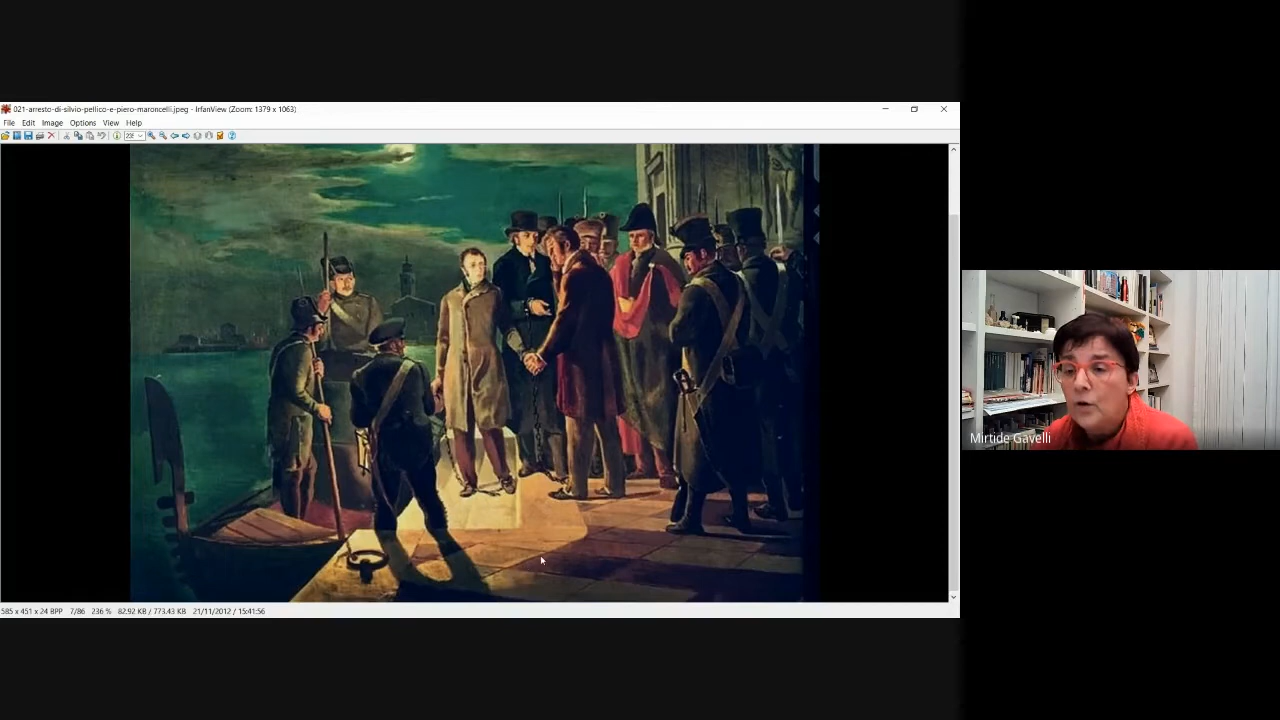 021-arresto-di-silvio-pellico-e-piero-maroncelli.jpeg - IrfanView (Zoom: 1379 x 1063)
File Edit Image Options View Help
Mirtide Gavelli
585 x 451 x 24 BPP 7/86 236 % 82.92 KB / 773.43 KB 21/11/2012 / 15:41:56